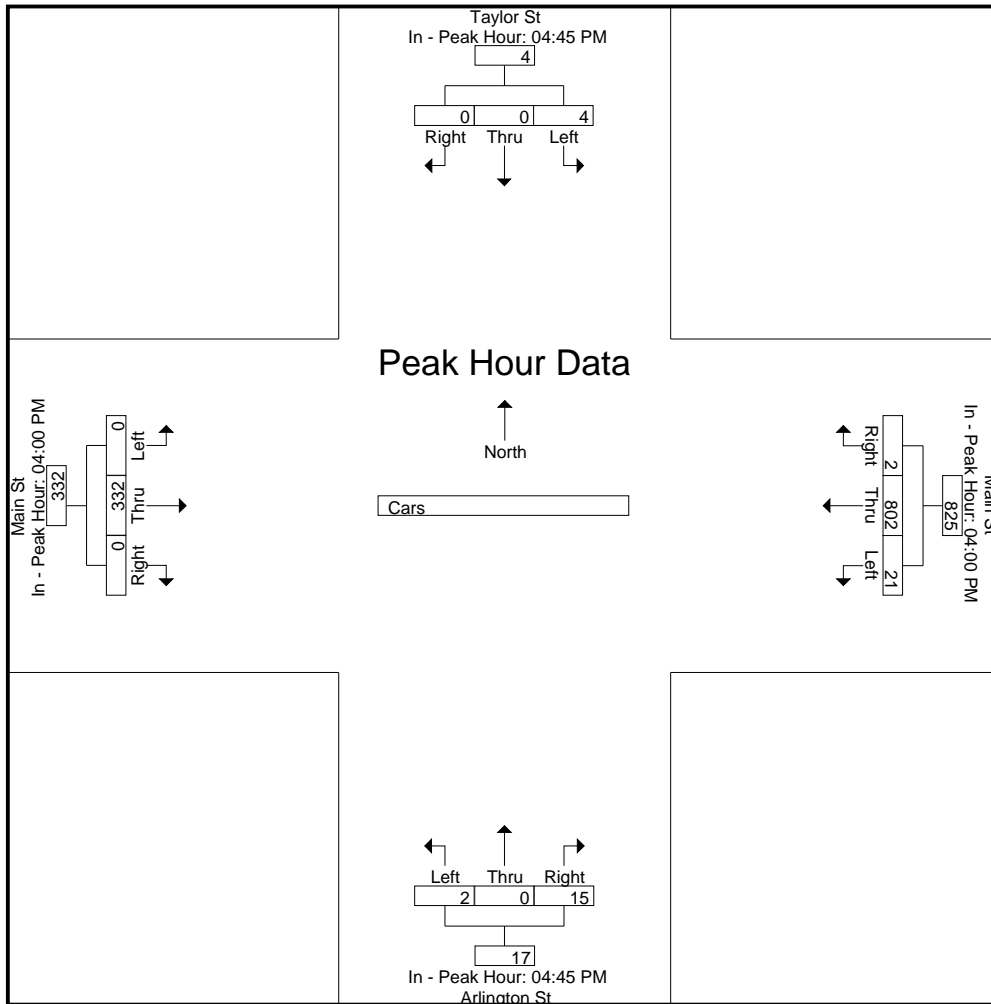 Taylor St
In - Peak Hour: 04:45 PM
4
0 0 4
Right Thru Left
Peak Hour Data
North
Cars
Main St
In - Peak Hour: 04:00 PM
332
0 332 0
Left Thru Right
Right Thru Left
2 802 21
825
In - Peak Hour: 04:00 PM
Main St
Left Thru Right
2 0 15
17
In - Peak Hour: 04:45 PM
Arlington St